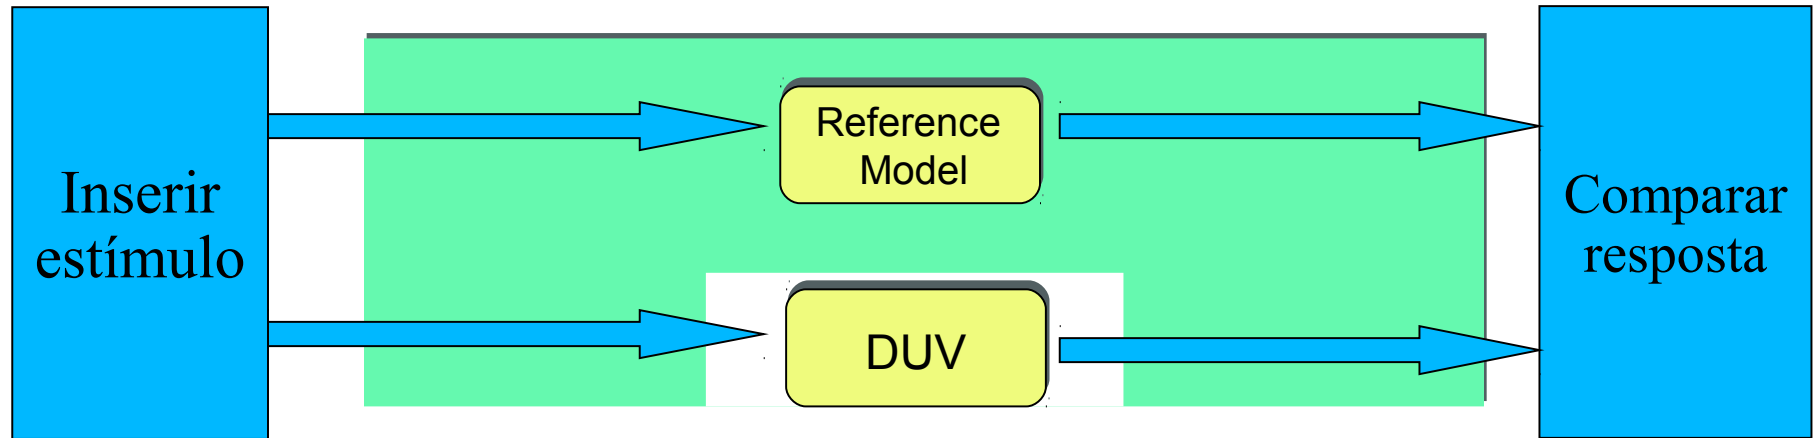 Inserir
estímulo
Reference
Model
DUV
Comparar
resposta